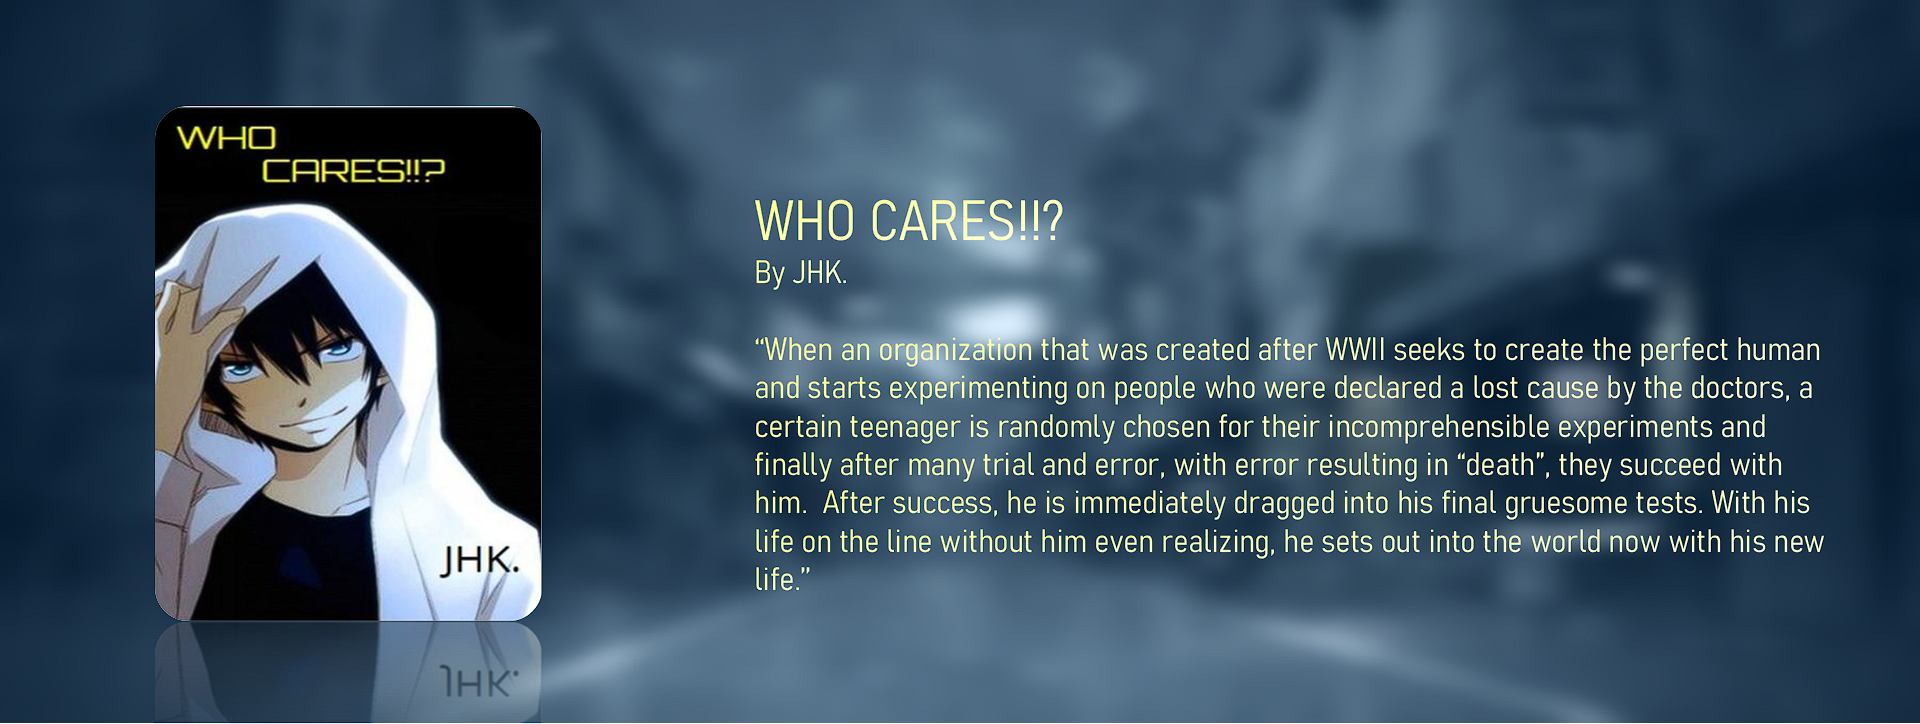 WHO
CARES!!?
JHK.
WHO CARES!!?
By JHK.
“When an organization that was created after WWII seeks to create the perfect human
and starts experimenting on people who were declared a lost cause by the doctors, a
certain teenager is randomly chosen for their incomprehensible experiments and
finally after many trial and error, with error resulting in “death”, they succeed with
him.  After success, he is immediately dragged into his final gruesome tests. With his
life on the line without him even realizing, he sets out into the world now with his new
life.”